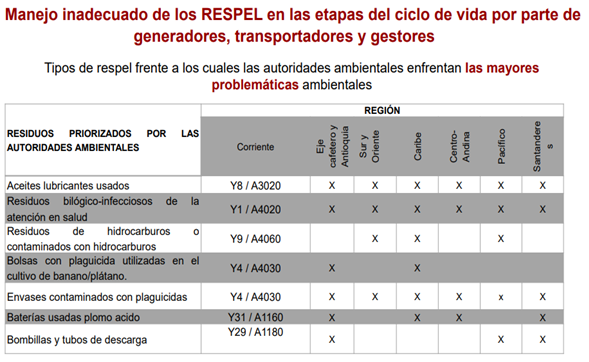 Manejo inadecuado de los RESPEL en las etapas del ciclo de vida por parte de
generadores, transportadores y gestores
Tipos de respel frente a los cuales las autoridades ambientales enfrentan las mayores
problemáticas ambientales
REGIÓN
RESIDUOS PRIORIZADOS POR LAS
AUTORIDADES AMBIENTALES
Corriente
Eje
cafetero y
Antioquia
Sur y
Oriente
Caribe
Centro-
Andina
Pacífico
Santandere
s
Aceites lubricantes usados Y8 / A3020 X X X X X X
Residuos bilógico-infecciosos de la
atención en salud Y1 / A4020 X X X X X X
Residuos de hidrocarburos o
contaminados con hidrocarburos Y9 / A4060 X X X
Bolsas con plaguicida utilizadas en el
cultivo de banano/plátano. Y4 / A4030 X X
Envases contaminados con plaguicidas Y4 / A4030 X X X X x X
Baterías usadas plomo acido Y31 / A1160 X X X X
Bombillas y tubos de descarga Y29 / A1180 X X X